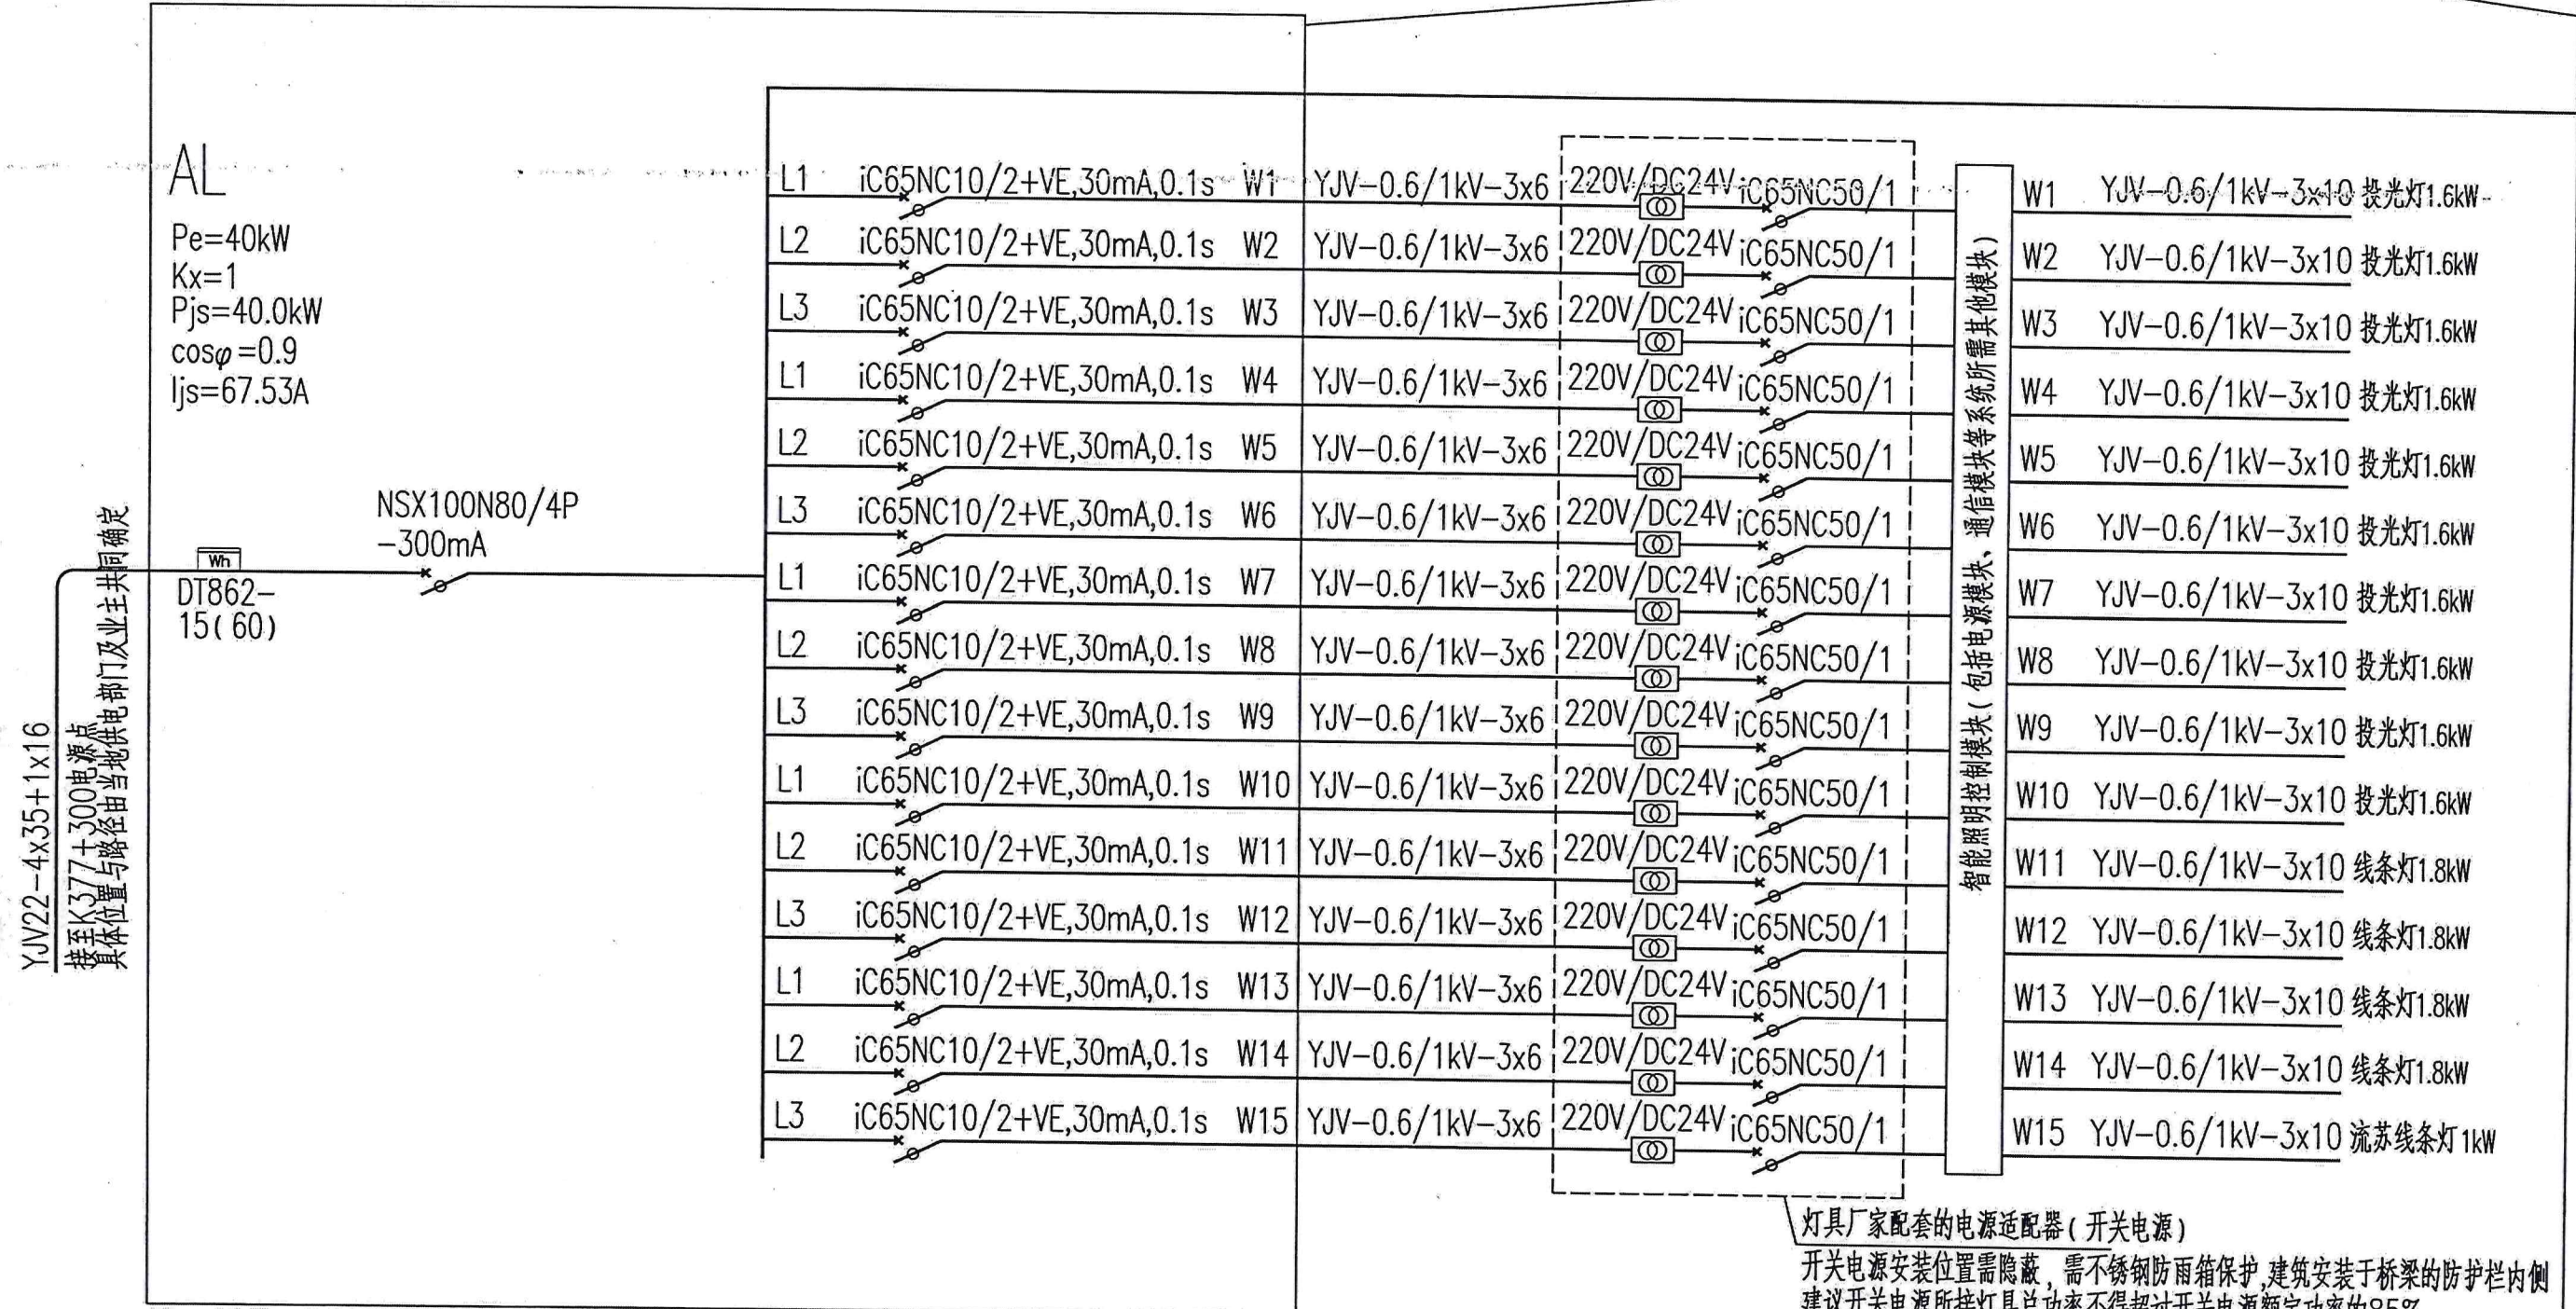 AL
Pe=40kW
Kx=1
Pjs=40.0kW
cosφ=0.9
Ijs=67.53A
NSX100N80/4P
-300mA
Wh
DT862-
15(60)
YJV22-4x35+1x16
接至K377+300电源点
具体位置与路径由当地供电部门及业主共同确定
L1 iC65NC10/2+VE,30mA,0.1s W1 YJV-0.6/1kV-3x6 220V/DC24V iC65NC50/1 W1 YJV-0.6/1kV-3x10 投光灯1.6kW
L2 iC65NC10/2+VE,30mA,0.1s W2 YJV-0.6/1kV-3x6 220V/DC24V iC65NC50/1 W2 YJV-0.6/1kV-3x10 投光灯1.6kW
L3 iC65NC10/2+VE,30mA,0.1s W3 YJV-0.6/1kV-3x6 220V/DC24V iC65NC50/1 W3 YJV-0.6/1kV-3x10 投光灯1.6kW
L1 iC65NC10/2+VE,30mA,0.1s W4 YJV-0.6/1kV-3x6 220V/DC24V iC65NC50/1 W4 YJV-0.6/1kV-3x10 投光灯1.6kW
L2 iC65NC10/2+VE,30mA,0.1s W5 YJV-0.6/1kV-3x6 220V/DC24V iC65NC50/1 W5 YJV-0.6/1kV-3x10 投光灯1.6kW
L3 iC65NC10/2+VE,30mA,0.1s W6 YJV-0.6/1kV-3x6 220V/DC24V iC65NC50/1 W6 YJV-0.6/1kV-3x10 投光灯1.6kW
L1 iC65NC10/2+VE,30mA,0.1s W7 YJV-0.6/1kV-3x6 220V/DC24V iC65NC50/1 W7 YJV-0.6/1kV-3x10 投光灯1.6kW
L2 iC65NC10/2+VE,30mA,0.1s W8 YJV-0.6/1kV-3x6 220V/DC24V iC65NC50/1 W8 YJV-0.6/1kV-3x10 投光灯1.6kW
L3 iC65NC10/2+VE,30mA,0.1s W9 YJV-0.6/1kV-3x6 220V/DC24V iC65NC50/1 W9 YJV-0.6/1kV-3x10 投光灯1.6kW
L1 iC65NC10/2+VE,30mA,0.1s W10 YJV-0.6/1kV-3x6 220V/DC24V iC65NC50/1 W10 YJV-0.6/1kV-3x10 投光灯1.6kW
L2 iC65NC10/2+VE,30mA,0.1s W11 YJV-0.6/1kV-3x6 220V/DC24V iC65NC50/1 W11 YJV-0.6/1kV-3x10 线条灯1.8kW
L3 iC65NC10/2+VE,30mA,0.1s W12 YJV-0.6/1kV-3x6 220V/DC24V iC65NC50/1 W12 YJV-0.6/1kV-3x10 线条灯1.8kW
L1 iC65NC10/2+VE,30mA,0.1s W13 YJV-0.6/1kV-3x6 220V/DC24V iC65NC50/1 W13 YJV-0.6/1kV-3x10 线条灯1.8kW
L2 iC65NC10/2+VE,30mA,0.1s W14 YJV-0.6/1kV-3x6 220V/DC24V iC65NC50/1 W14 YJV-0.6/1kV-3x10 线条灯1.8kW
L3 iC65NC10/2+VE,30mA,0.1s W15 YJV-0.6/1kV-3x6 220V/DC24V iC65NC50/1 W15 YJV-0.6/1kV-3x10 流苏线条灯1kW
智能照明控制模块(包括电源模块、通信模块等系统所需其他模块)
灯具厂家配套的电源适配器(开关电源)
开关电源安装位置需隐蔽,需不锈钢防雨箱保护,建筑安装于桥梁的防护栏内侧
建议开关电源所接灯具总功率不得超过开关电源额定功率的85%